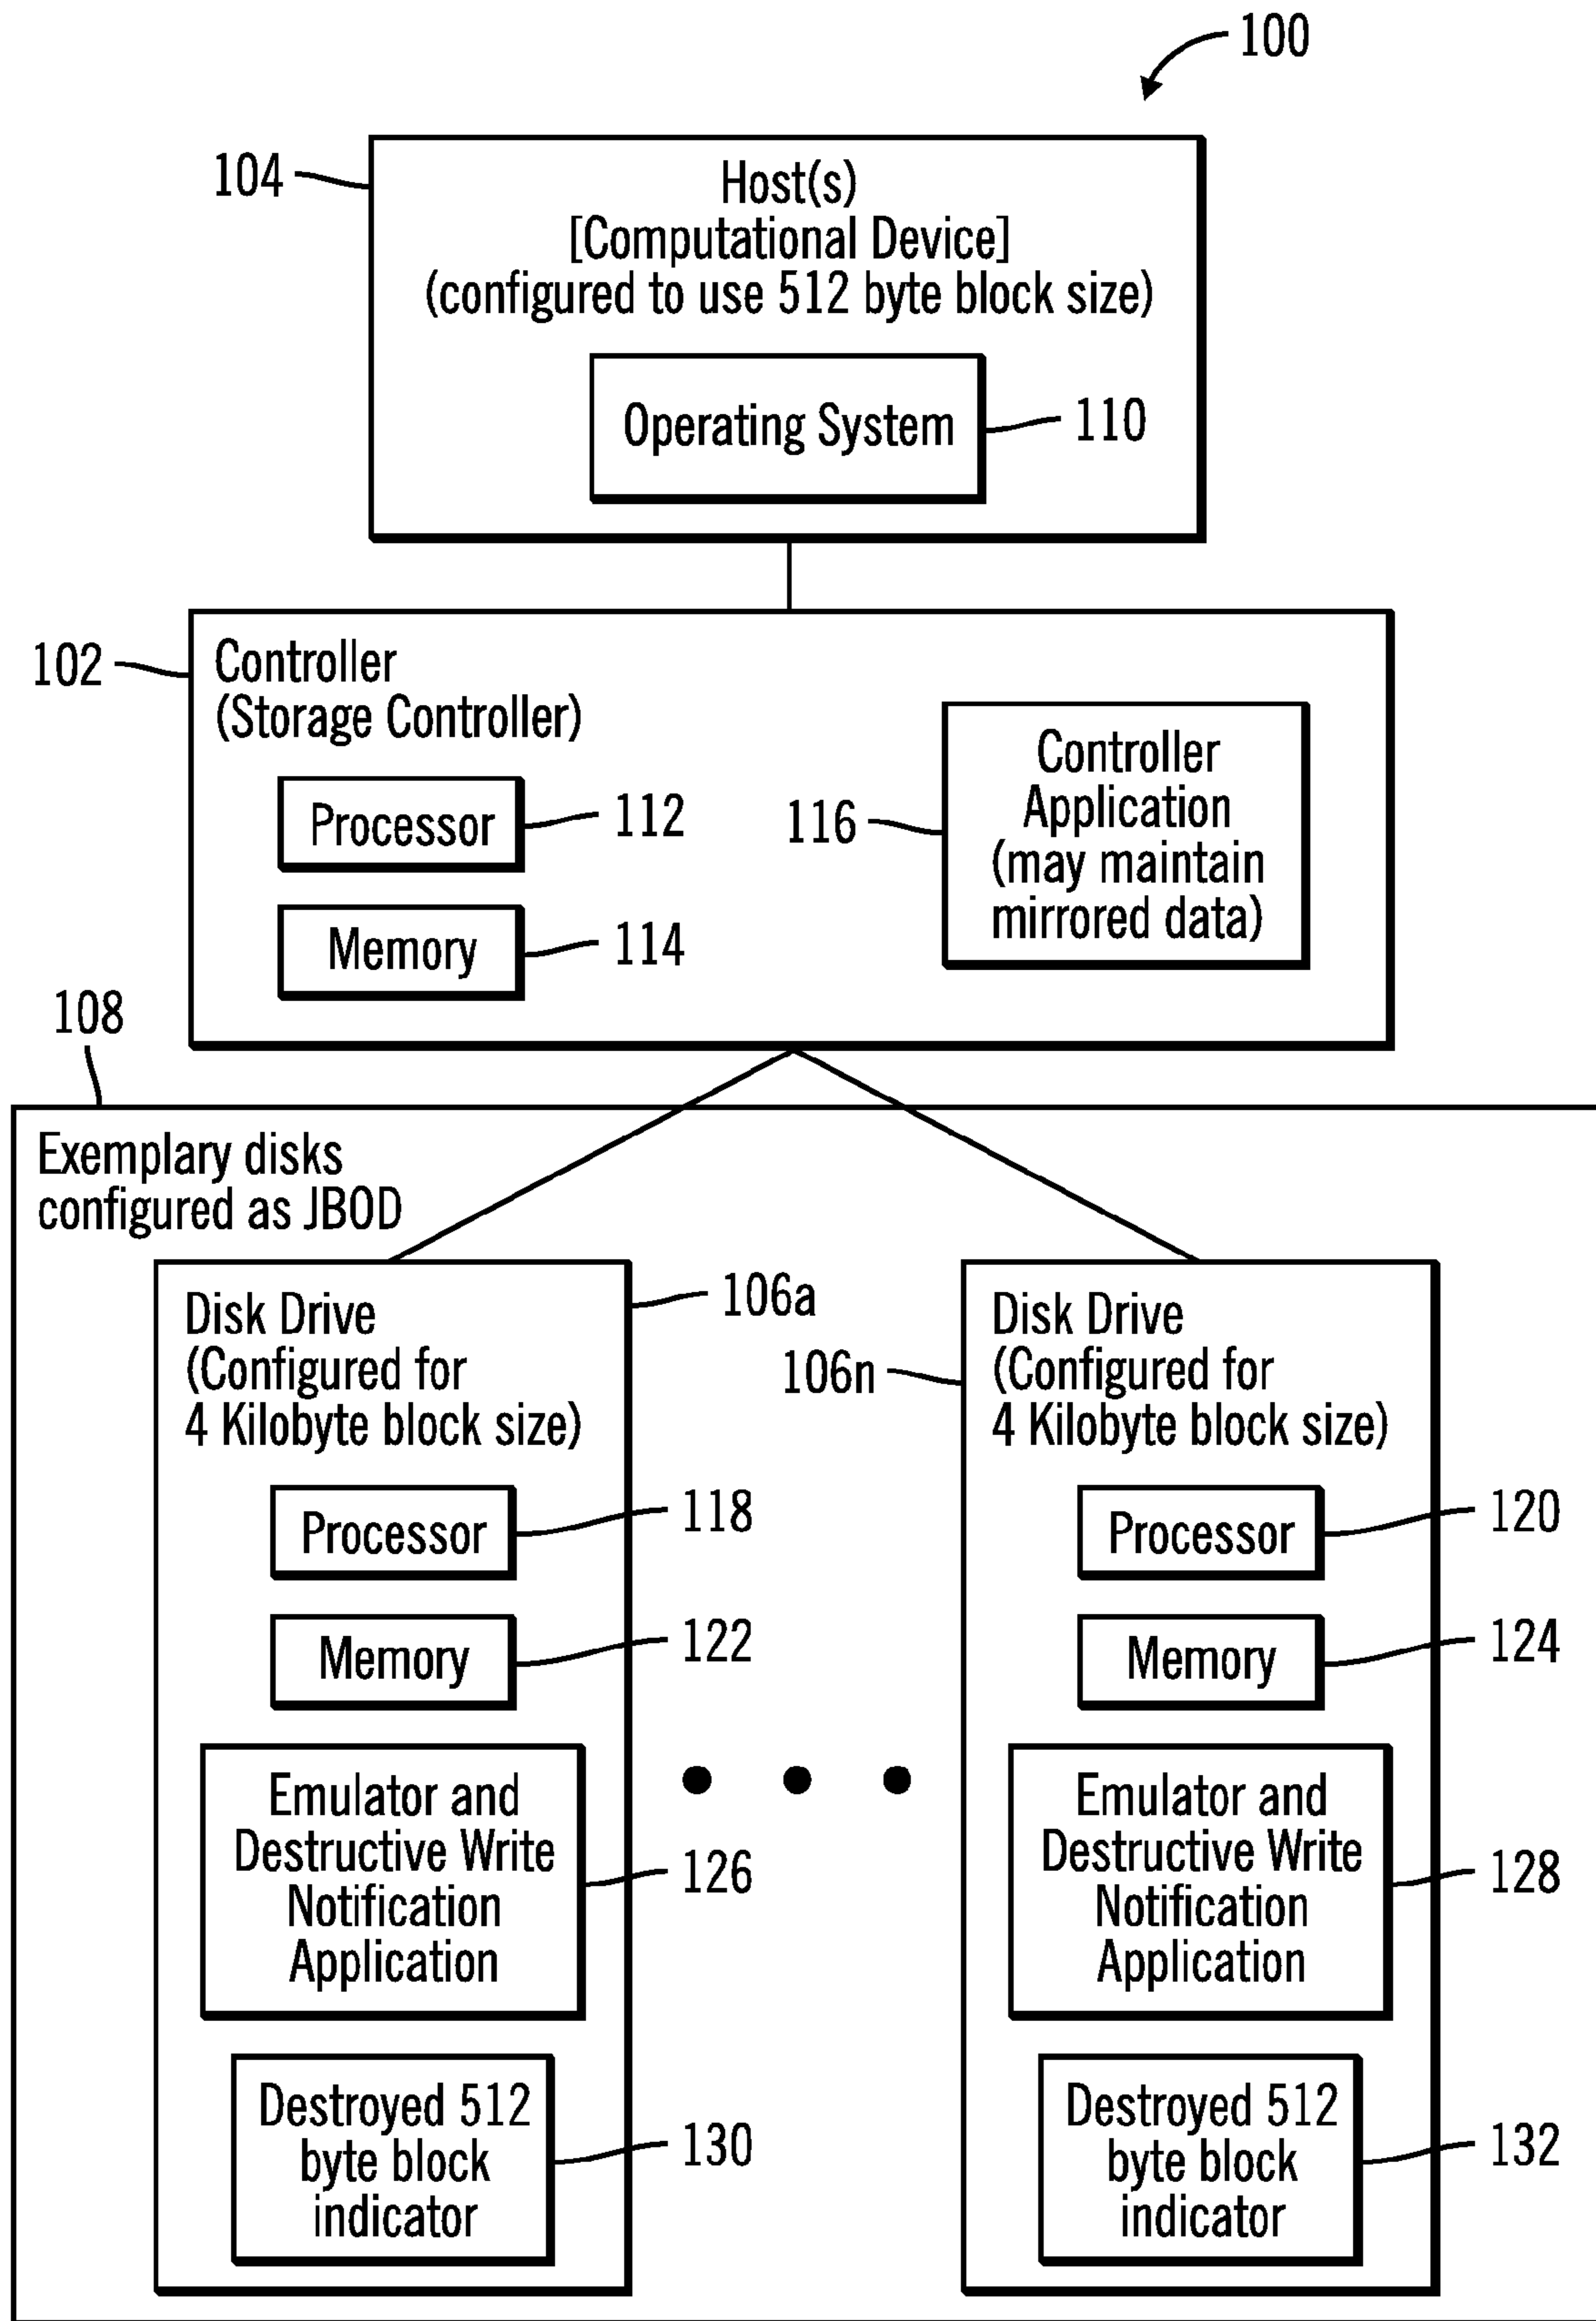 100
104
Host(s)
[Computational Device]
(configured to use 512 byte block size)
Operating System
110
102
Controller
(Storage Controller)
Processor
112
Memory
114
116
Controller
Application
(may maintain
mirrored data)
108
Exemplary disks
configured as JBOD
Disk Drive
(Configured for
4 Kilobyte block size)
106a
Processor
118
Memory
122
Emulator and
Destructive Write
Notification
Application
126
Destroyed 512
byte block
indicator
130
106n
Disk Drive
(Configured for
4 Kilobyte block size)
Processor
120
Memory
124
Emulator and
Destructive Write
Notification
Application
128
Destroyed 512
byte block
indicator
132